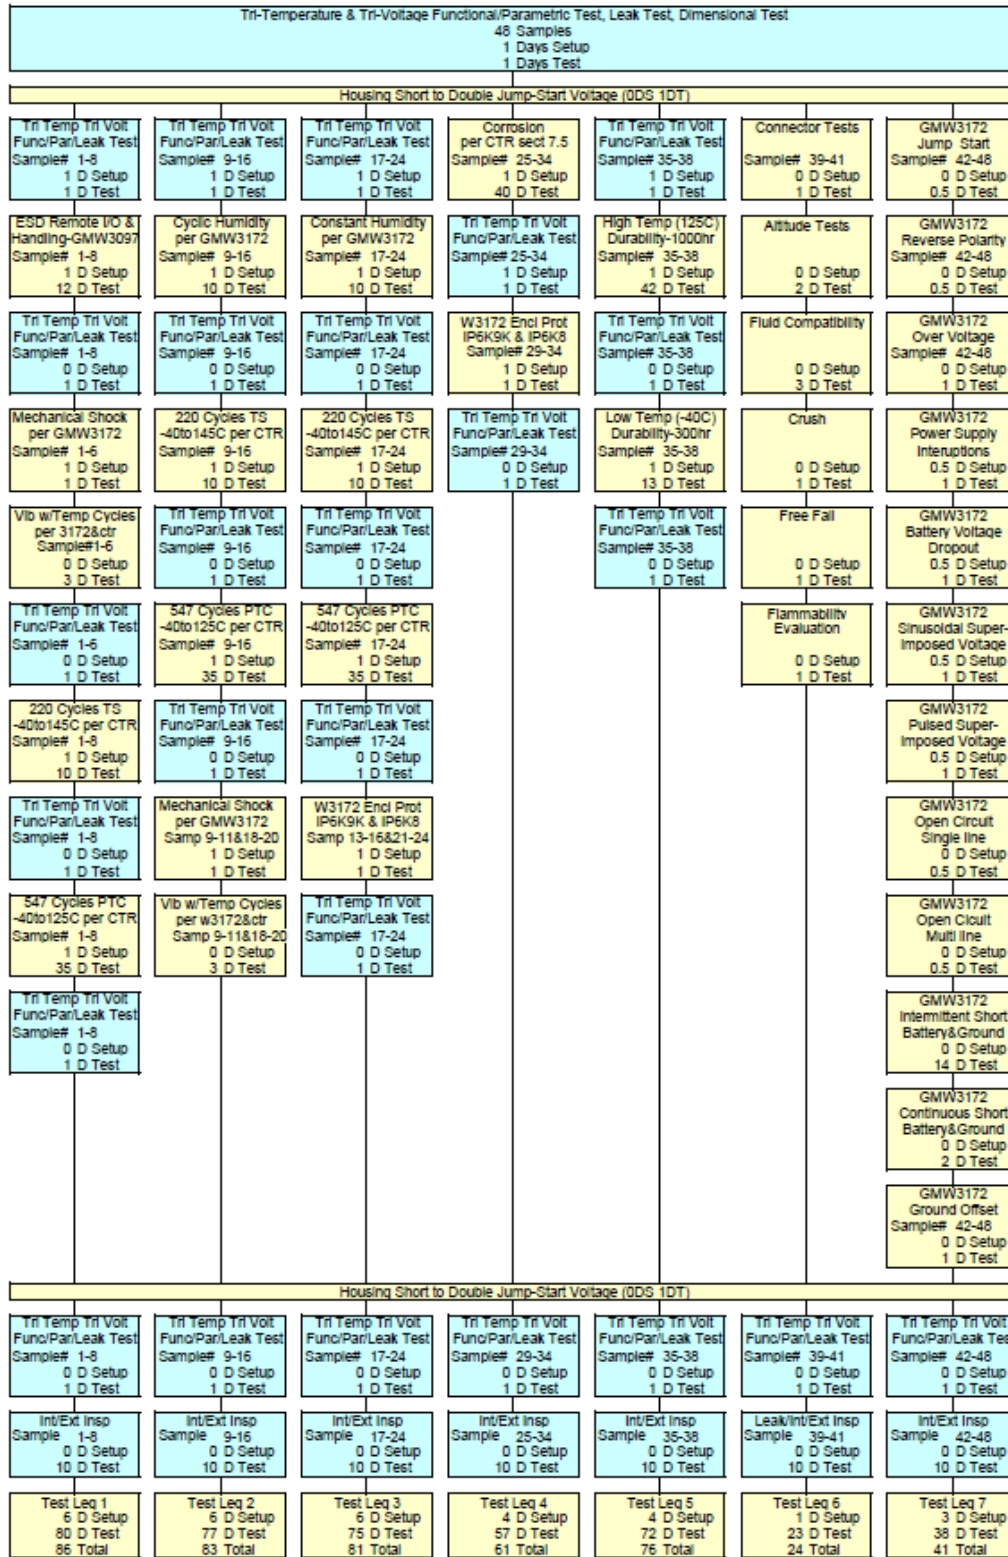 Tri-Temperature & Tri-Voltage Functional/Parametric Test, Leak Test, Dimensional Test
48 Samples
1 Days Setup
1 Days Test
Housing Short to Double Jump-Start Voltage (0DS 1DT)
Tri Temp Tri Volt
Func/Par/Leak Test
Sample# 1-8
1 D Setup
1 D Test
ESD Remote I/O &
Handling-GMW3097
Sample# 1-8
1 D Setup
12 D Test
Tri Temp Tri Volt
Func/Par/Leak Test
Sample# 1-8
0 D Setup
1 D Test
Mechanical Shock
per GMW3172
Sample# 1-6
1 D Setup
1 D Test
Vib w/Temp Cycles
per 3172&ctr
Sample#1-6
0 D Setup
3 D Test
Tri Temp Tri Volt
Func/Par/Leak Test
Sample# 1-6
0 D Setup
1 D Test
220 Cycles TS
-40to145C per CTR
Sample# 1-8
1 D Setup
10 D Test
Tri Temp Tri Volt
Func/Par/Leak Test
Sample# 1-8
0 D Setup
1 D Test
547 Cycles PTC
-40to125C per CTR
Sample# 1-8
1 D Setup
35 D Test
Tri Temp Tri Volt
Func/Par/Leak Test
Sample# 1-8
0 D Setup
1 D Test
Tri Temp Tri Volt
Func/Par/Leak Test
Sample# 9-16
1 D Setup
1 D Test
Cyclic Humidity
per GMW3172
Sample# 9-16
1 D Setup
10 D Test
Tri Temp Tri Volt
Func/Par/Leak Test
Sample# 9-16
0 D Setup
1 D Test
220 Cycles TS
-40to145C per CTR
Sample# 9-16
1 D Setup
10 D Test
Tri Temp Tri Volt
Func/Par/Leak Test
Sample# 9-16
0 D Setup
1 D Test
547 Cycles PTC
-40to125C per CTR
Sample# 9-16
1 D Setup
35 D Test
Tri Temp Tri Volt
Func/Par/Leak Test
Sample# 9-16
0 D Setup
1 D Test
Mechanical Shock
per GMW3172
Samp 9-11&18-20
1 D Setup
1 D Test
Vib w/Temp Cycles
per w3172&ctr
Samp 9-11&18-20
0 D Setup
3 D Test
Tri Temp Tri Volt
Func/Par/Leak Test
Sample# 17-24
1 D Setup
1 D Test
Constant Humidity
per GMW3172
Sample# 17-24
1 D Setup
10 D Test
Tri Temp Tri Volt
Func/Par/Leak Test
Sample# 17-24
0 D Setup
1 D Test
220 Cycles TS
-40to145C per CTR
Sample# 17-24
1 D Setup
10 D Test
Tri Temp Tri Volt
Func/Par/Leak Test
Sample# 17-24
0 D Setup
1 D Test
547 Cycles PTC
-40to125C per CTR
Sample# 17-24
1 D Setup
35 D Test
Tri Temp Tri Volt
Func/Par/Leak Test
Sample# 17-24
0 D Setup
1 D Test
W3172 Encl Prot
IP6K9K & IP6K8
Samp 13-16&21-24
1 D Setup
1 D Test
Tri Temp Tri Volt
Func/Par/Leak Test
Sample# 17-24
0 D Setup
1 D Test
Corrosion
per CTR sect 7.5
Sample# 25-34
1 D Setup
40 D Test
Tri Temp Tri Volt
Func/Par/Leak Test
Sample# 25-34
1 D Setup
1 D Test
W3172 Encl Prot
IP6K9K & IP6K8
Sample# 29-34
1 D Setup
1 D Test
Tri Temp Tri Volt
Func/Par/Leak Test
Sample# 29-34
0 D Setup
1 D Test
Tri Temp Tri Volt
Func/Par/Leak Test
Sample# 35-38
1 D Setup
1 D Test
High Temp (125C)
Durability-1000hr
Sample# 35-38
1 D Setup
42 D Test
Tri Temp Tri Volt
Func/Par/Leak Test
Sample# 35-38
0 D Setup
1 D Test
Low Temp (-40C)
Durability-300hr
Sample# 35-38
1 D Setup
13 D Test
Tri Temp Tri Volt
Func/Par/Leak Test
Sample# 35-38
0 D Setup
1 D Test
Connector Tests
Sample# 39-41
0 D Setup
1 D Test
Altitude Tests
0 D Setup
2 D Test
Fluid Compatibility
0 D Setup
3 D Test
Crush
0 D Setup
1 D Test
Free Fall
0 D Setup
1 D Test
Flammability
Evaluation
0 D Setup
1 D Test
GMW3172
Jump Start
Sample# 42-48
0 D Setup
0.5 D Test
GMW3172
Reverse Polarity
Sample# 42-48
0 D Setup
0.5 D Test
GMW3172
Over Voltage
Sample# 42-48
0 D Setup
1 D Test
GMW3172
Power Supply
Interuptions
0.5 D Setup
1 D Test
GMW3172
Battery Voltage
Dropout
0.5 D Setup
1 D Test
GMW3172
Sinusoidal Super-
Imposed Voltage
0.5 D Setup
1 D Test
GMW3172
Pulsed Super-
Imposed Voltage
0.5 D Setup
1 D Test
GMW3172
Open Circuit
Single line
0 D Setup
0.5 D Test
GMW3172
Open Cicuit
Multi line
0 D Setup
0.5 D Test
GMW3172
Intermittent Short
Battery&Ground
0 D Setup
14 D Test
GMW3172
Continuous Short
Battery&Ground
0 D Setup
2 D Test
GMW3172
Ground Offset
Sample# 42-48
0 D Setup
1 D Test
Housing Short to Double Jump-Start Voltage (0DS 1DT)
Tri Temp Tri Volt
Func/Par/Leak Test
Sample# 1-8
0 D Setup
1 D Test
Tri Temp Tri Volt
Func/Par/Leak Test
Sample# 9-16
0 D Setup
1 D Test
Tri Temp Tri Volt
Func/Par/Leak Test
Sample# 17-24
0 D Setup
1 D Test
Tri Temp Tri Volt
Func/Par/Leak Test
Sample# 29-34
0 D Setup
1 D Test
Tri Temp Tri Volt
Func/Par/Leak Test
Sample# 35-38
0 D Setup
1 D Test
Tri Temp Tri Volt
Func/Par/Leak Test
Sample# 39-41
0 D Setup
1 D Test
Tri Temp Tri Volt
Func/Par/Leak Tes
Sample# 42-48
0 D Setup
1 D Test
Int/Ext Insp
Sample 1-8
0 D Setup
10 D Test
Int/Ext Insp
Sample 9-16
0 D Setup
10 D Test
Int/Ext Insp
Sample 17-24
0 D Setup
10 D Test
Int/Ext Insp
Sample 25-34
0 D Setup
10 D Test
Int/Ext Insp
Sample 35-38
0 D Setup
10 D Test
Leak/Int/Ext Insp
Sample 39-41
0 D Setup
10 D Test
Int/Ext Insp
Sample 42-48
0 D Setup
10 D Test
Test Leg 1
6 D Setup
80 D Test
86 Total
Test Leg 2
6 D Setup
77 D Test
83 Total
Test Leg 3
6 D Setup
75 D Test
81 Total
Test Leg 4
4 D Setup
57 D Test
61 Total
Test Leg 5
4 D Setup
72 D Test
76 Total
Test Leg 6
1 D Setup
23 D Test
24 Total
Test Leg 7
3 D Setup
38 D Test
41 Total